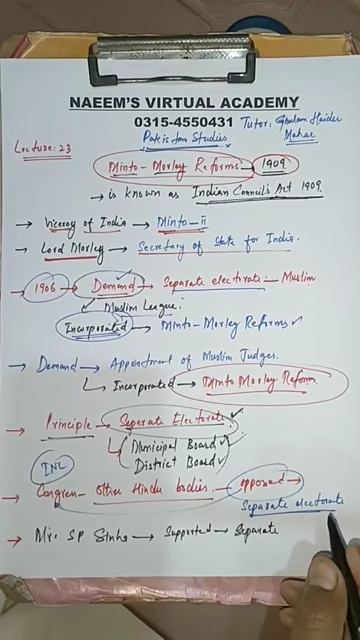 NAEEM'S VIRTUAL ACADEMY
0315-4550431
Tutor: Ghulam Haider
Mahar
Pakistan Studies
Lecture: 23
Minto-Morley Reforms → 1909
→ is known as Indian Councils Act 1909.
→ Viceroy of India → Minto-II
→ Lord Morley → Secretary of State for India.
→ 1906 → Demand → Separate electorate - Muslim
Muslim League.
Incorporated → Minto-Morley Reforms
→ Demand → Appointment of Muslim Judges.
Incorporated → Minto Morley Reform
→ Principle - Separate Electorate
Municipal Board
District Board
INC
→ Congress - Other Hindu bodies - opposed →
Separate electorate
→ Mr. SP Sinha → Supported → Separate